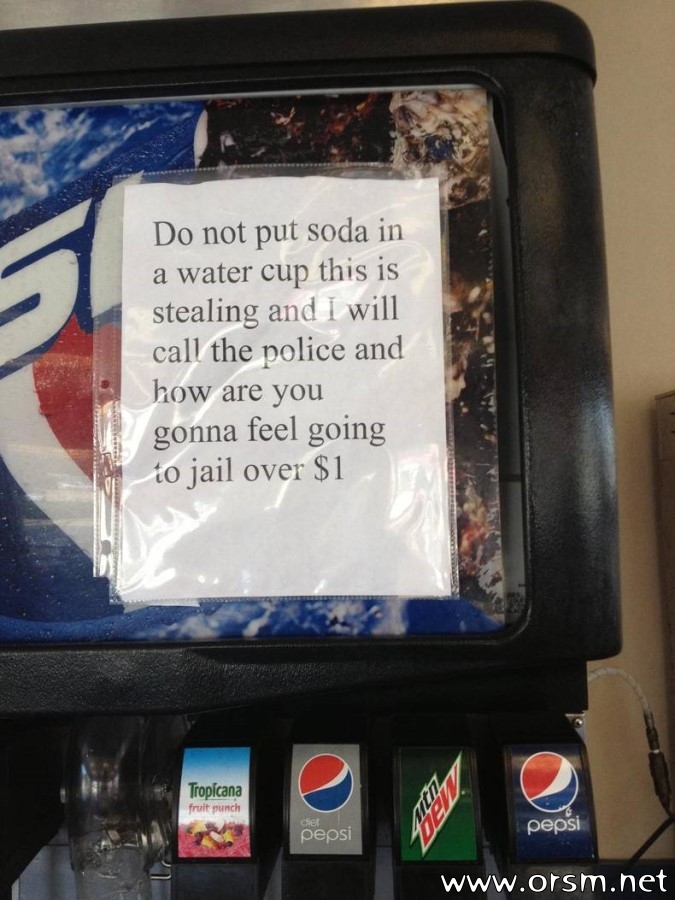 Do not put soda in
a water cup this is
stealing and I will
call the police and
how are you
gonna feel going
to jail over $1
Tropicana
fruit punch
diet
pepsi
Mtn
DEW
pepsi
www.orsm.net